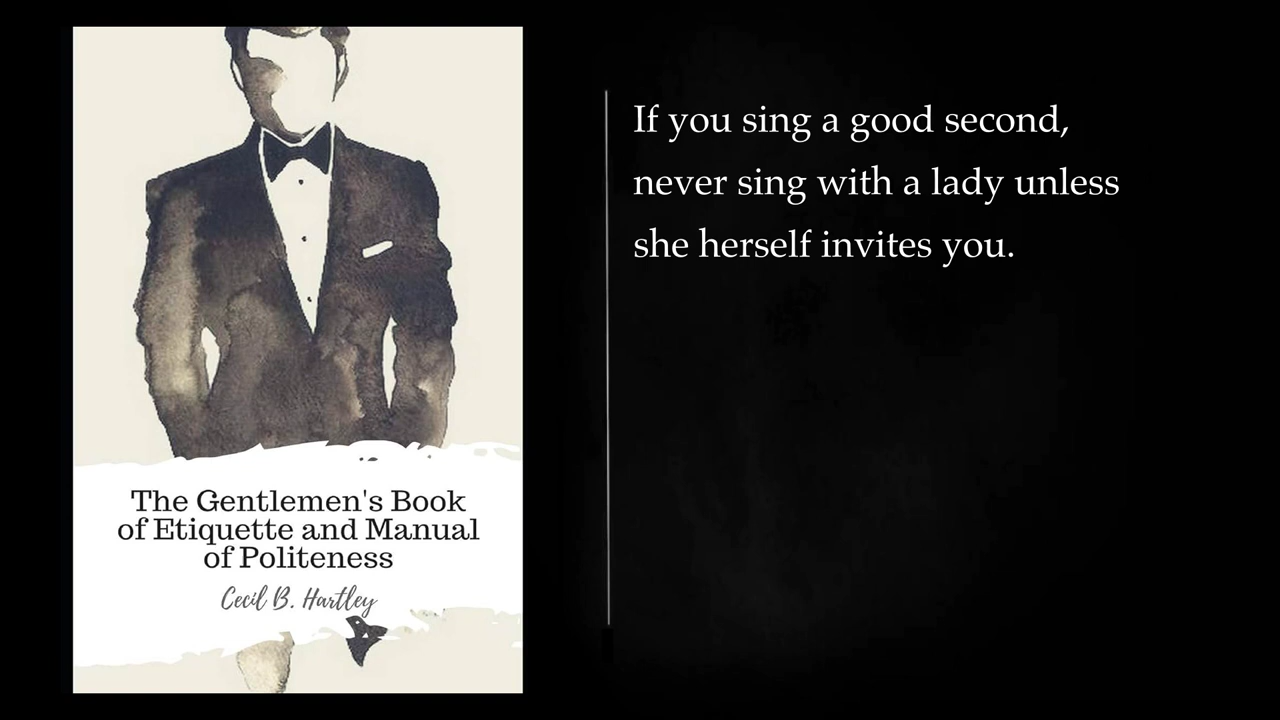 The Gentlemen's Book
of Etiquette and Manual
of Politeness
Cecil B. Hartley
If you sing a good second,
never sing with a lady unless
she herself invites you.